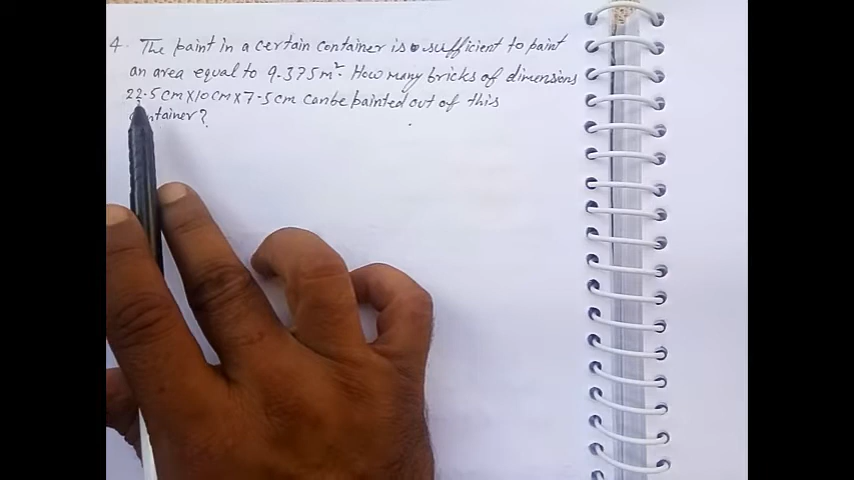 4. The paint in a certain container is sufficient to paint
an area equal to 9.375m². How many bricks of dimensions
22.5cm×10cm×7.5cm can be painted out of this
container?